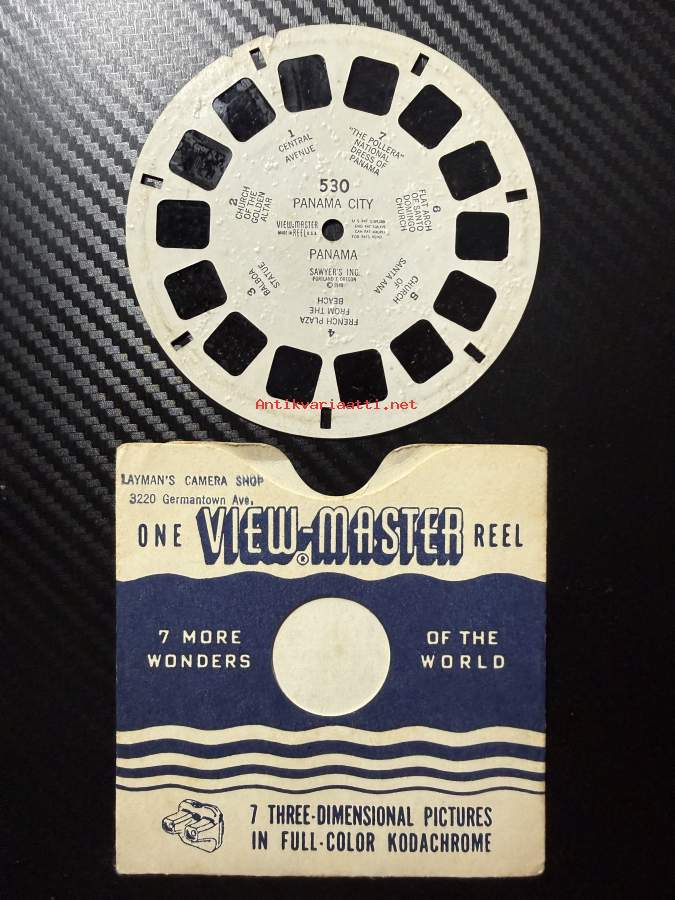 1
CENTRAL
AVENUE
7
"THE POLLERA"
NATIONAL
DRESS OF
PANAMA
2
CHURCH
OF THE
GOLDEN
ALTAR
530
PANAMA CITY
6
FLAT ARCH
OF SANTO
DOMINGO
CHURCH
VIEW-MASTER
MADE IN REEL U.S.A.
PANAMA
SAWYER'S INC.
PORTLAND 7, OREGON
3
BALBOA
STATUE
5
CHURCH
OF
SANTA ANA
4
FRENCH PLAZA
FROM THE
BEACH
Antikvariaatti.net
LAYMAN'S CAMERA SHOP
3220 Germantown Ave.
ONE VIEW-MASTER® REEL
7 MORE WONDERS
OF THE WORLD
7 THREE-DIMENSIONAL PICTURES
IN FULL-COLOR KODACHROME